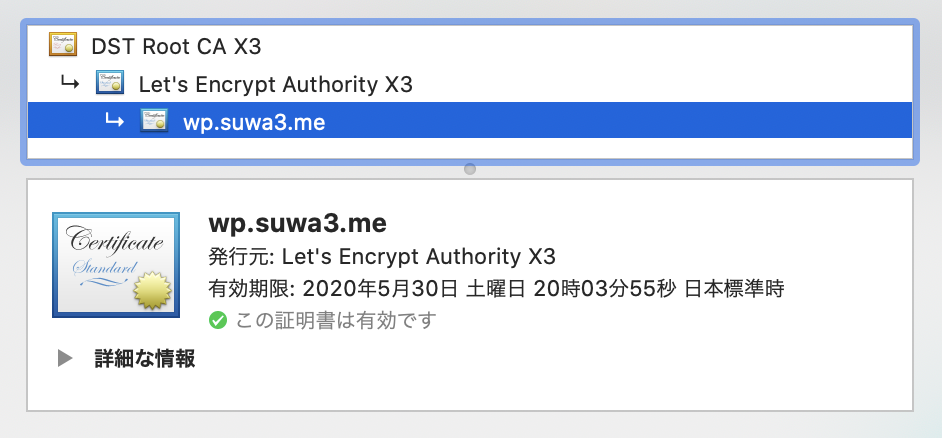 DST Root CA X3
Let's Encrypt Authority X3
wp.suwa3.me
Certificate
Standard
wp.suwa3.me
発行元: Let's Encrypt Authority X3
有効期限: 2020年5月30日 土曜日 20時03分55秒 日本標準時
この証明書は有効です
詳細な情報